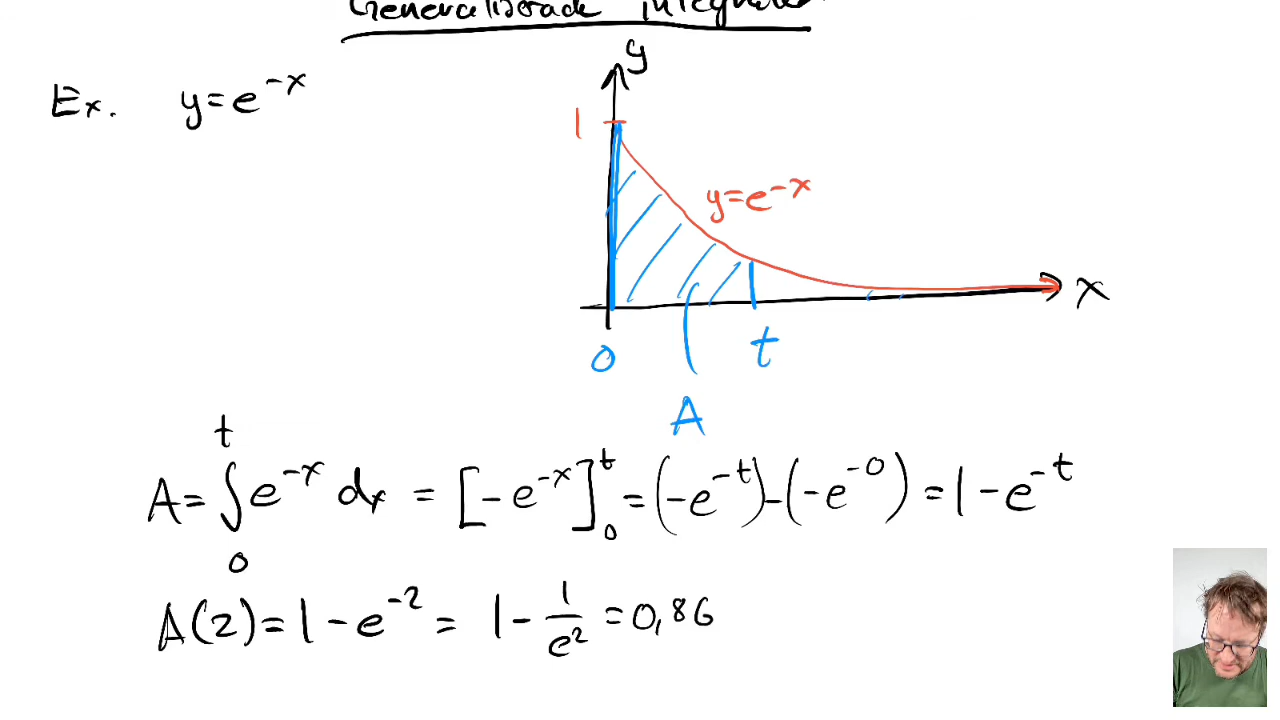 Generaliserade integraler
Ex. y=e^-x
y
1
y=e^-x
x
0
t
A
A=∫_0^t e^-x dx = [-e^-x]_0^t = (-e^-t)-(-e^-0) = 1-e^-t
A(2)=1-e^-2 = 1-1/e^2 = 0,86